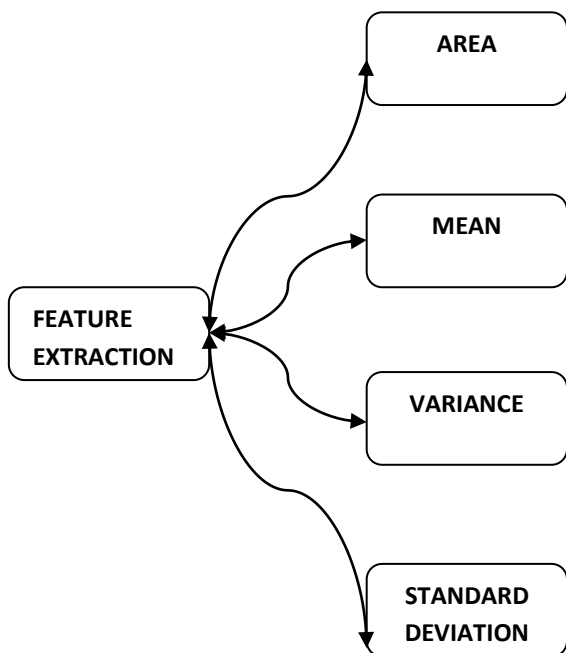 AREA
MEAN
FEATURE
EXTRACTION
VARIANCE
STANDARD
DEVIATION